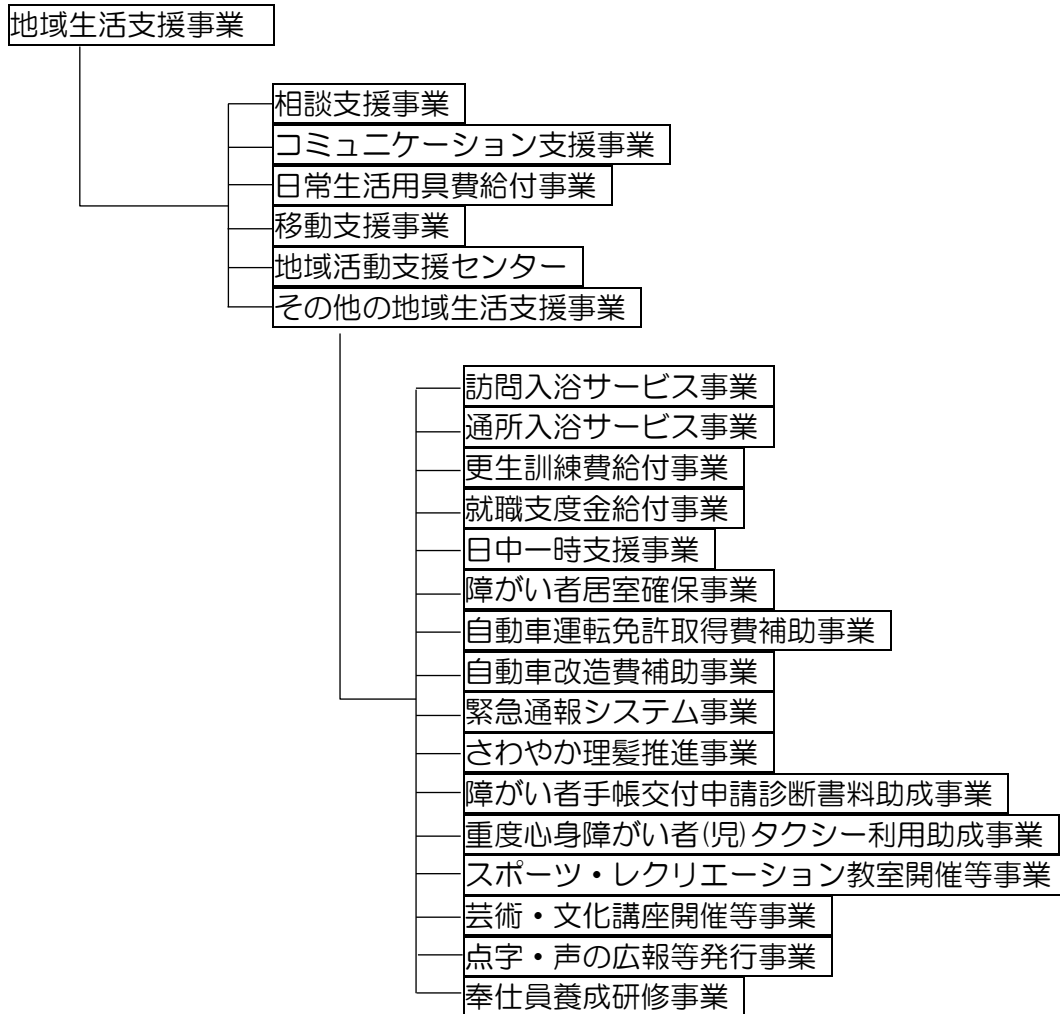 地域生活支援事業
相談支援事業
コミュニケーション支援事業
日常生活用具費給付事業
移動支援事業
地域活動支援センター
その他の地域生活支援事業
訪問入浴サービス事業
通所入浴サービス事業
更生訓練費給付事業
就職支度金給付事業
日中一時支援事業
障がい者居室確保事業
自動車運転免許取得費補助事業
自動車改造費補助事業
緊急通報システム事業
さわやか理髪推進事業
障がい者手帳交付申請診断書料助成事業
重度心身障がい者(児)タクシー利用助成事業
スポーツ・レクリエーション教室開催等事業
芸術・文化講座開催等事業
点字・声の広報等発行事業
奉仕員養成研修事業